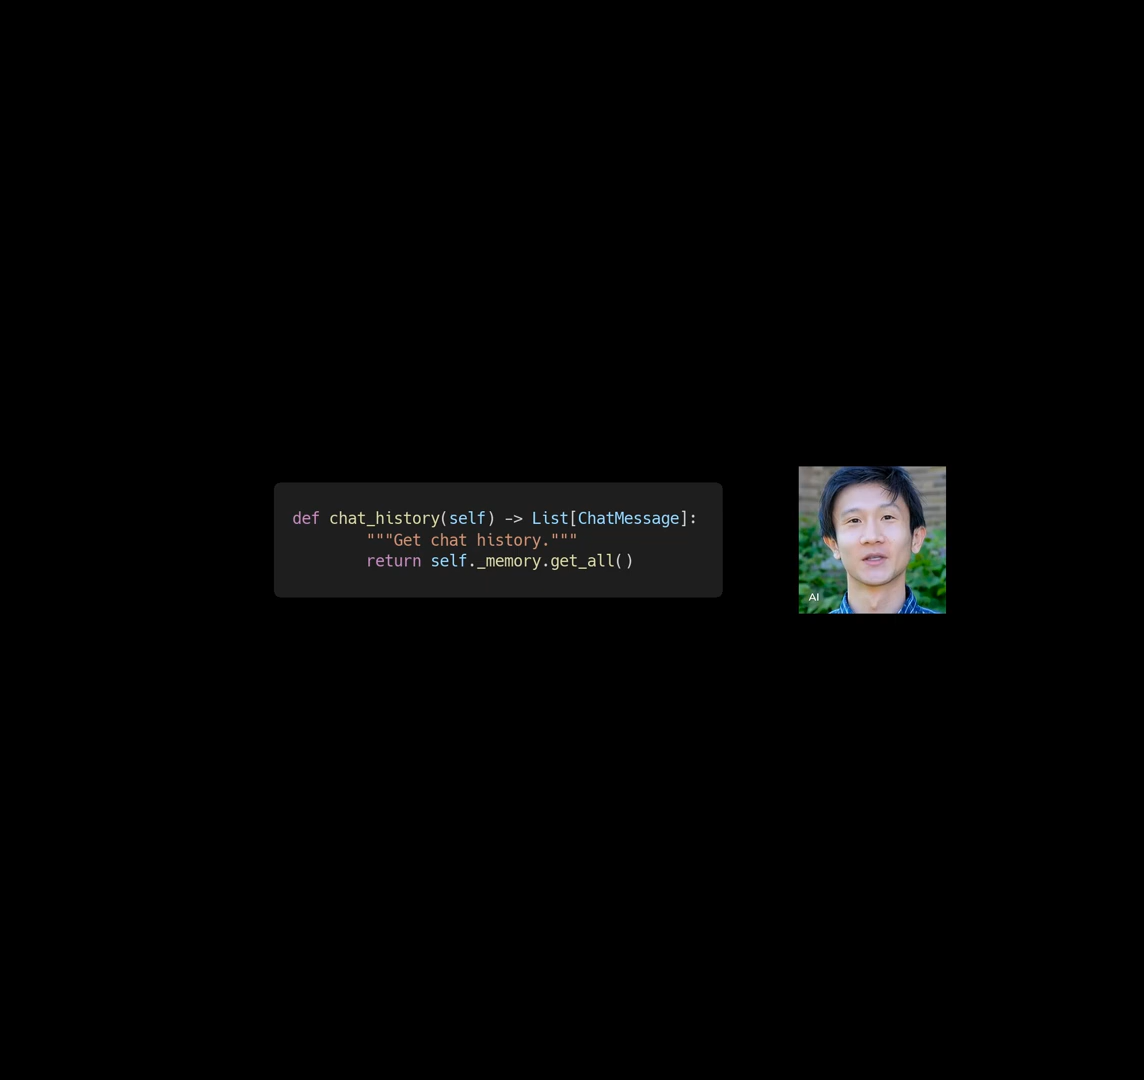 def chat_history(self) -> List[ChatMessage]:
        """Get chat history."""
        return self._memory.get_all()
AI